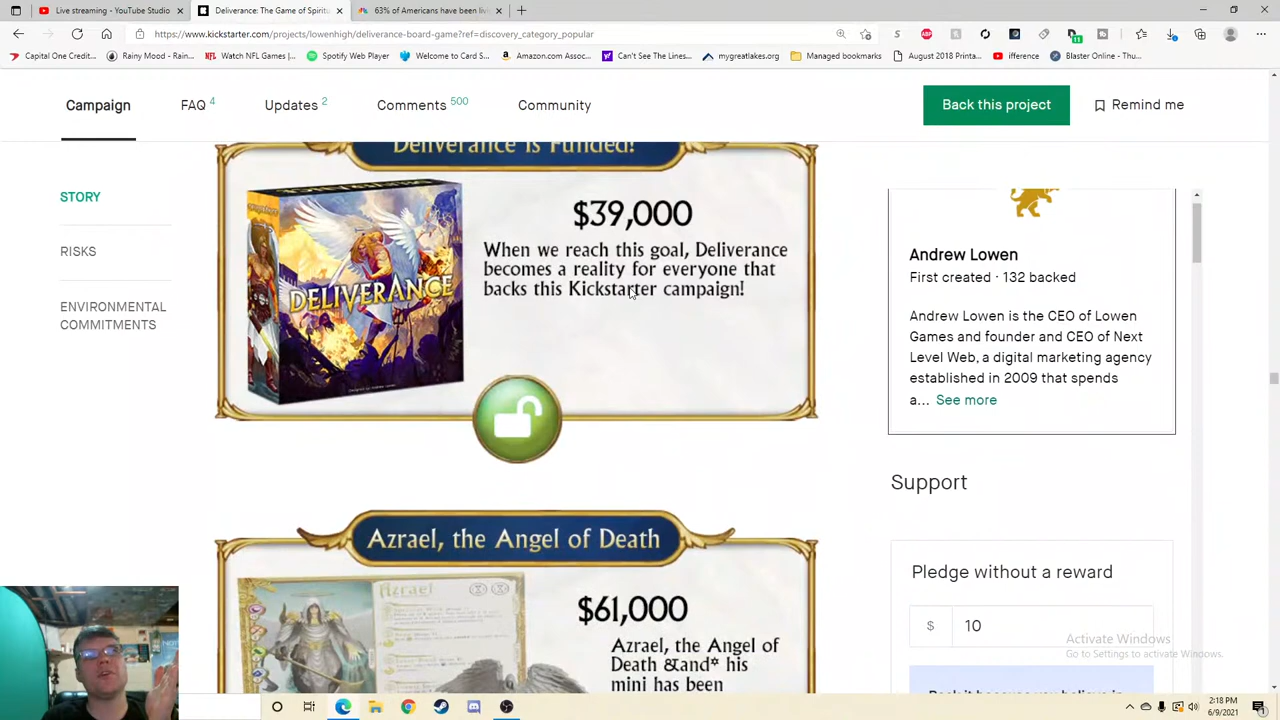 Live streaming - YouTube Studio
Deliverance: The Game of Spiritu
63% of Americans have been livi
https://www.kickstarter.com/projects/lowenhigh/deliverance-board-game?ref=discovery_category_popular
Capital One Credit...
Rainy Mood · Rain...
Watch NFL Games |...
Spotify Web Player
Welcome to Card S...
Amazon.com Assoc...
Can't See The Lines...
mygreatlakes.org
Managed bookmarks
August 2018 Printa...
ifference
Blaster Online - Thu...
Campaign
FAQ 4
Updates 2
Comments 500
Community
Back this project
Remind me
STORY
RISKS
ENVIRONMENTAL
COMMITMENTS
Deliverance Is Funded!
DELIVERANCE
$39,000
When we reach this goal, Deliverance
becomes a reality for everyone that
backs this Kickstarter campaign!
Azrael, the Angel of Death
Azrael
$61,000
Azrael, the Angel of
Death &and* his
mini has been
Andrew Lowen
First created · 132 backed
Andrew Lowen is the CEO of Lowen
Games and founder and CEO of Next
Level Web, a digital marketing agency
established in 2009 that spends
a... See more
Support
Pledge without a reward
$ 10
Activate Windows
Go to Settings to activate Windows.
2:18 PM
6/9/2021